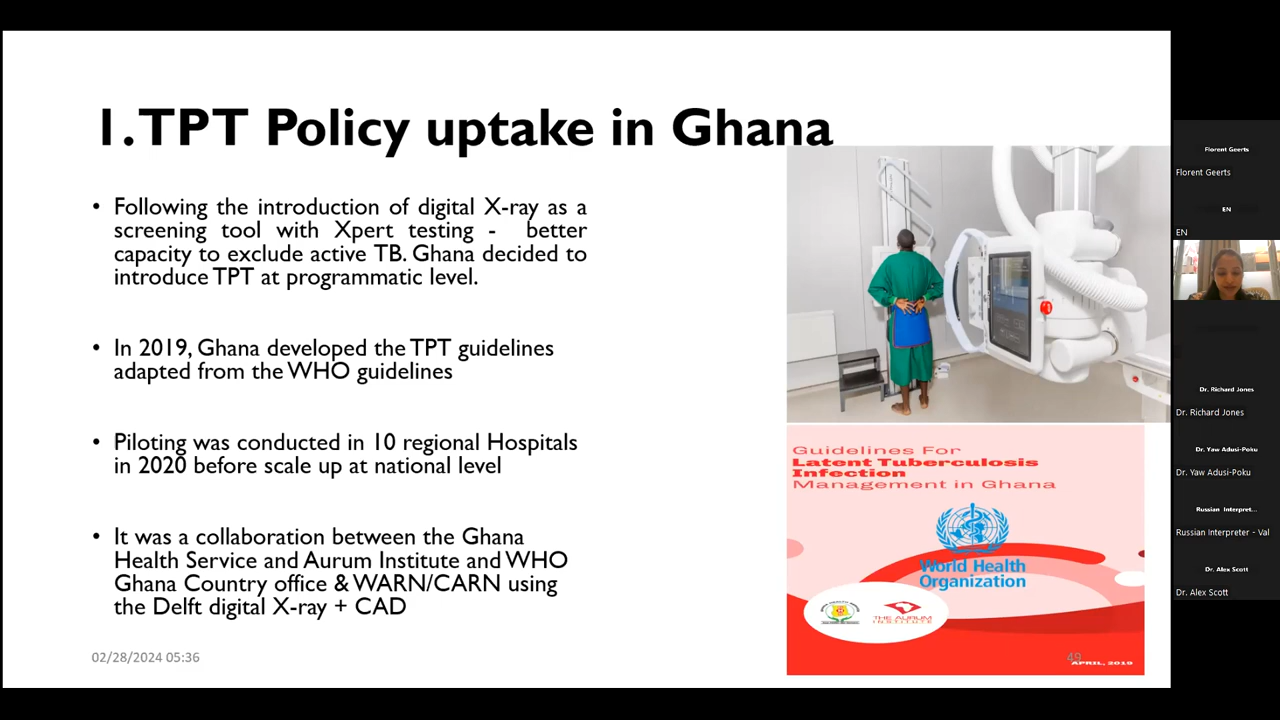 1.TPT Policy uptake in Ghana
• Following the introduction of digital X-ray as a
screening tool with Xpert testing - better
capacity to exclude active TB. Ghana decided to
introduce TPT at programmatic level.
• In 2019, Ghana developed the TPT guidelines
adapted from the WHO guidelines
• Piloting was conducted in 10 regional Hospitals
in 2020 before scale up at national level
• It was a collaboration between the Ghana
Health Service and Aurum Institute and WHO
Ghana Country office & WARN/CARN using
the Delft digital X-ray + CAD
02/28/2024 05:36
Guidelines For
Latent Tuberculosis
Infection
Management in Ghana
World Health
Organization
THE AURUM
INSTITUTE
49
APRIL, 2019
Florent Geerts
Florent Geerts
EN
EN
Dr. Richard Jones
Dr. Richard Jones
Dr. Yaw Adusi-Poku
Dr. Yaw Adusi-Poku
Russian Interpret...
Russian Interpreter - Val
Dr. Alex Scott
Dr. Alex Scott